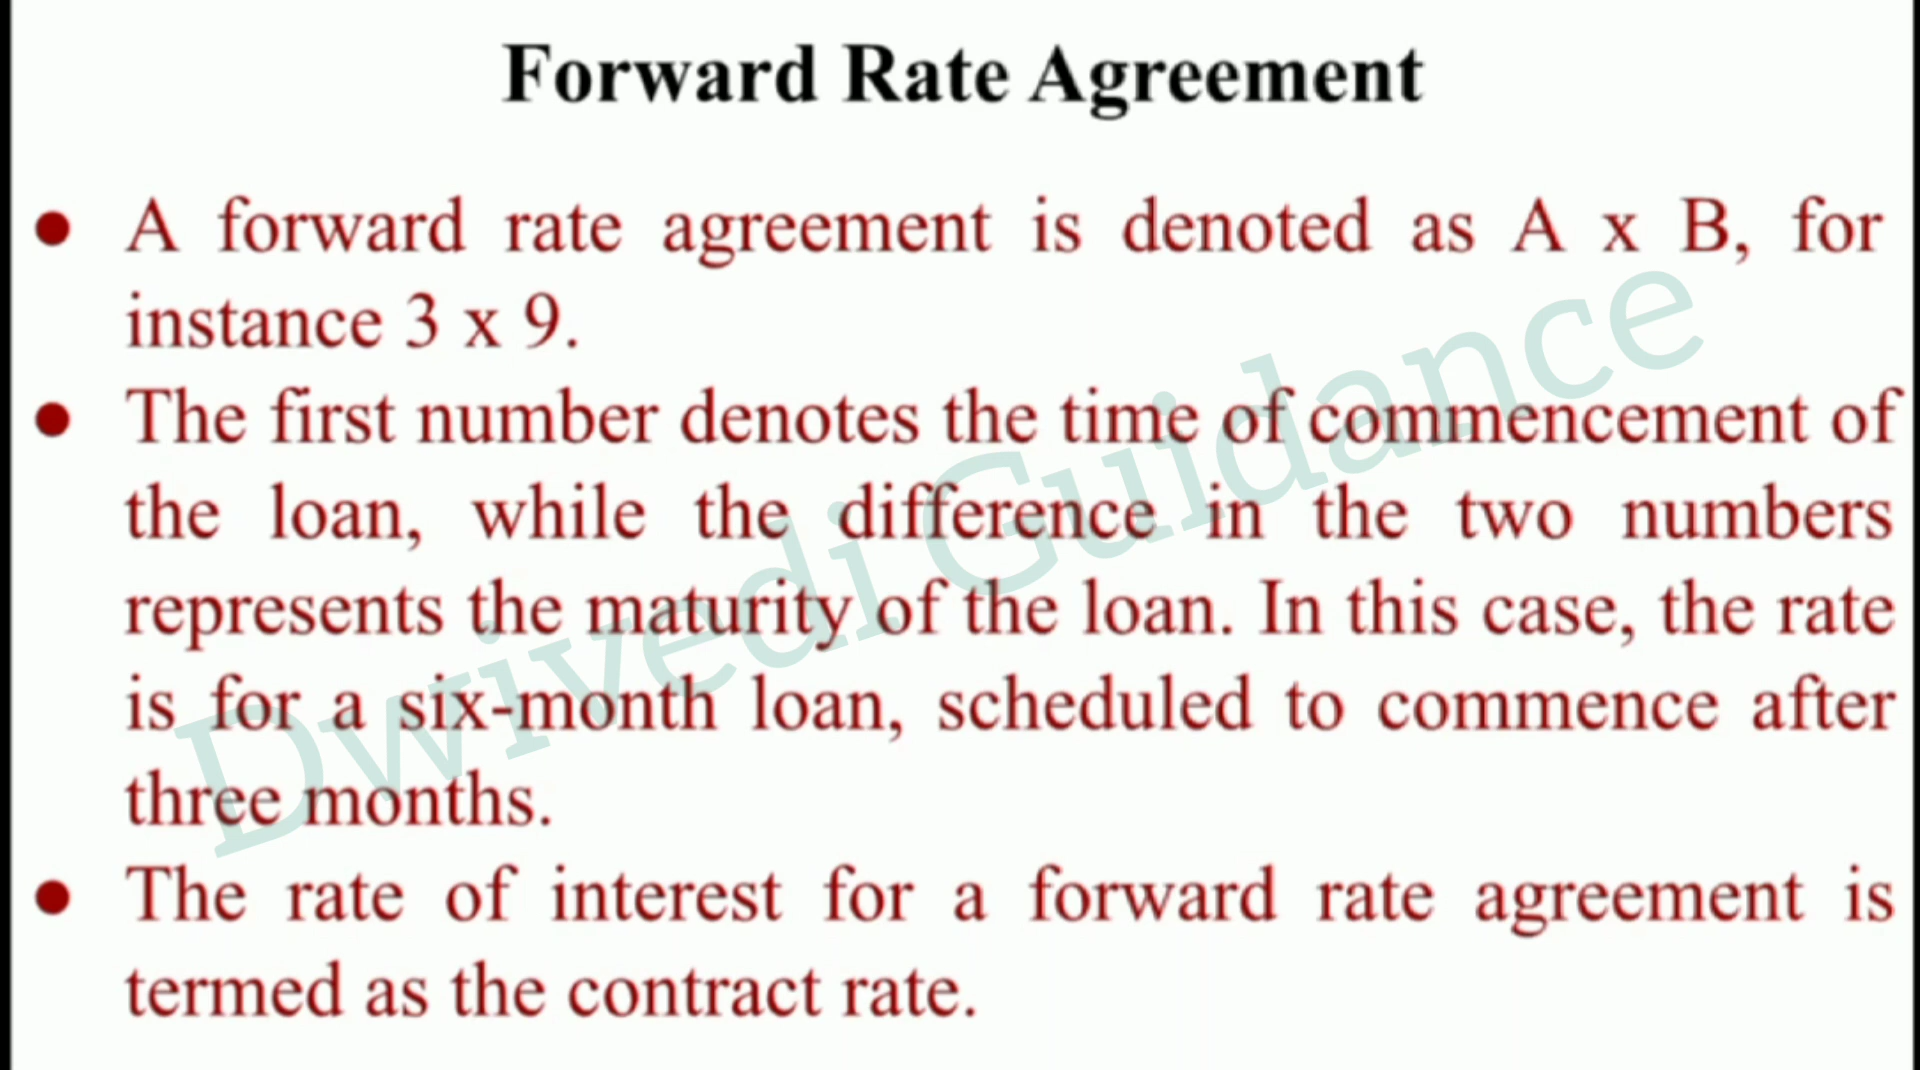 Forward Rate Agreement
● A forward rate agreement is denoted as A x B, for
instance 3 x 9.
● The first number denotes the time of commencement of
the loan, while the difference in the two numbers
represents the maturity of the loan. In this case, the rate
is for a six-month loan, scheduled to commence after
three months.
● The rate of interest for a forward rate agreement is
termed as the contract rate.
Dwivedi Guidance